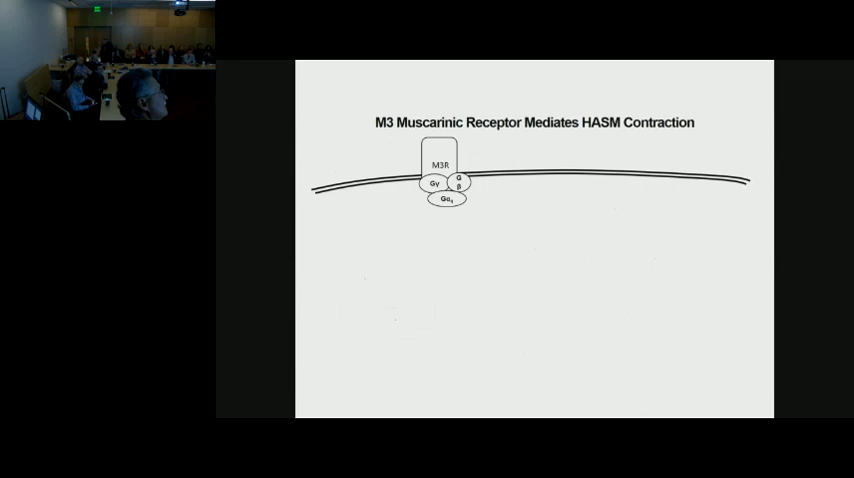 M3 Muscarinic Receptor Mediates HASM Contraction
M3R
Gγ
G
β
Gαq